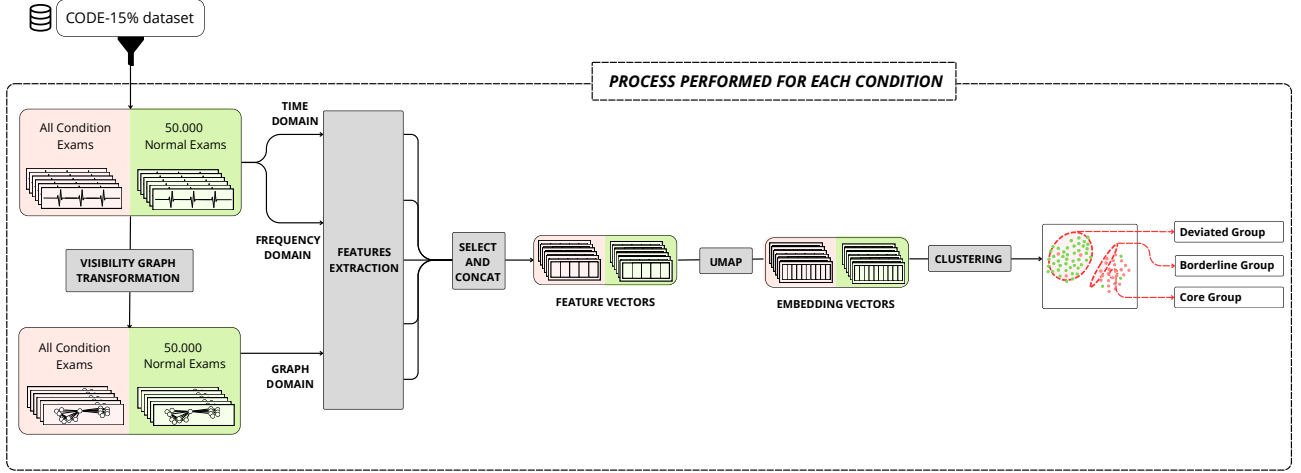 CODE-15% dataset
PROCESS PERFORMED FOR EACH CONDITION
All Condition
Exams
50.000
Normal Exams
TIME
DOMAIN
FREQUENCY
DOMAIN
VISIBILITY GRAPH
TRANSFORMATION
All Condition
Exams
50.000
Normal Exams
GRAPH
DOMAIN
FEATURES
EXTRACTION
SELECT
AND
CONCAT
FEATURE VECTORS
UMAP
EMBEDDING VECTORS
CLUSTERING
Deviated Group
Borderline Group
Core Group